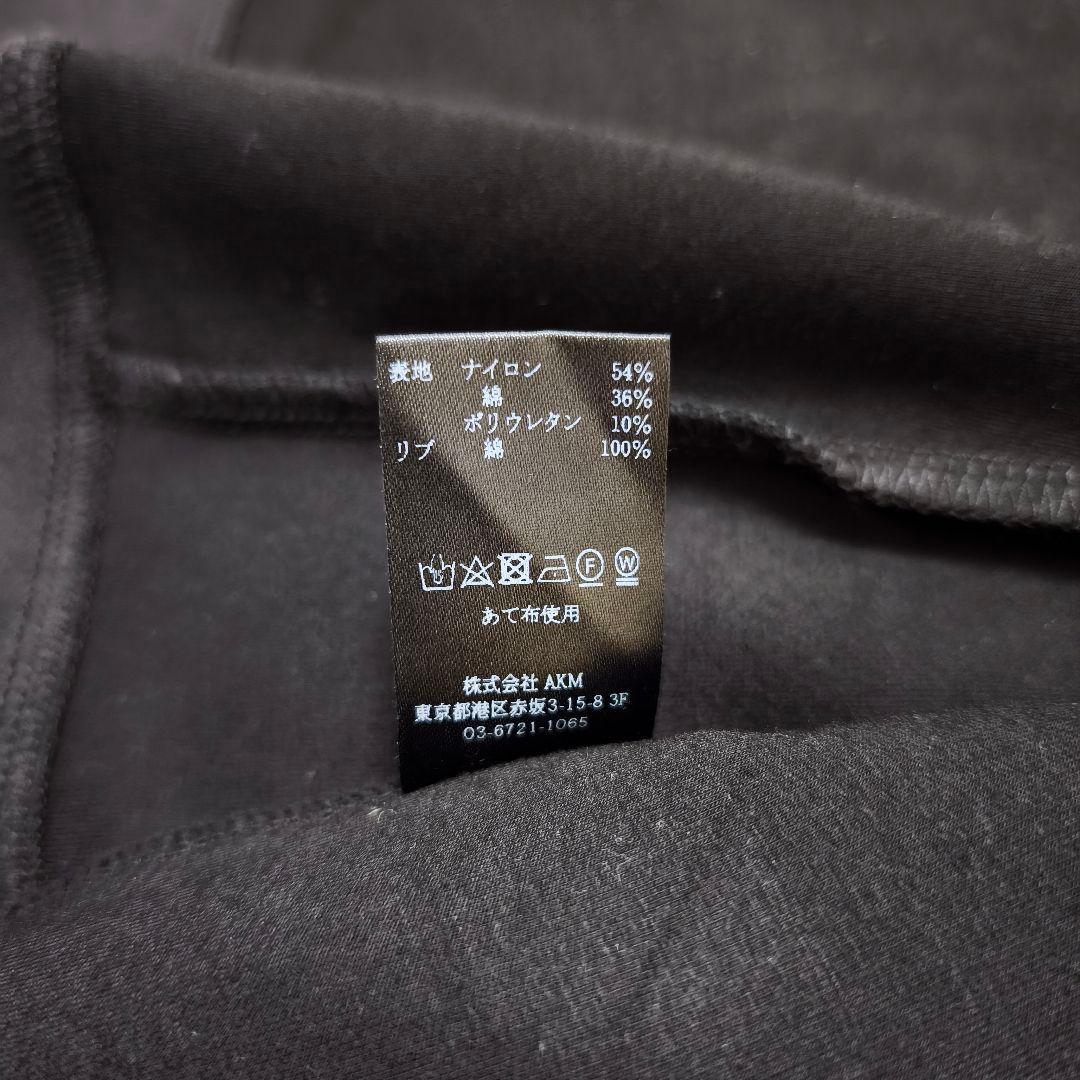 表地 ナイロン 54%
綿 36%
ポリウレタン 10%
リブ 綿 100%
F W
あて布使用
株式会社 AKM
東京都港区赤坂3-15-8 3F
03-6721-1065